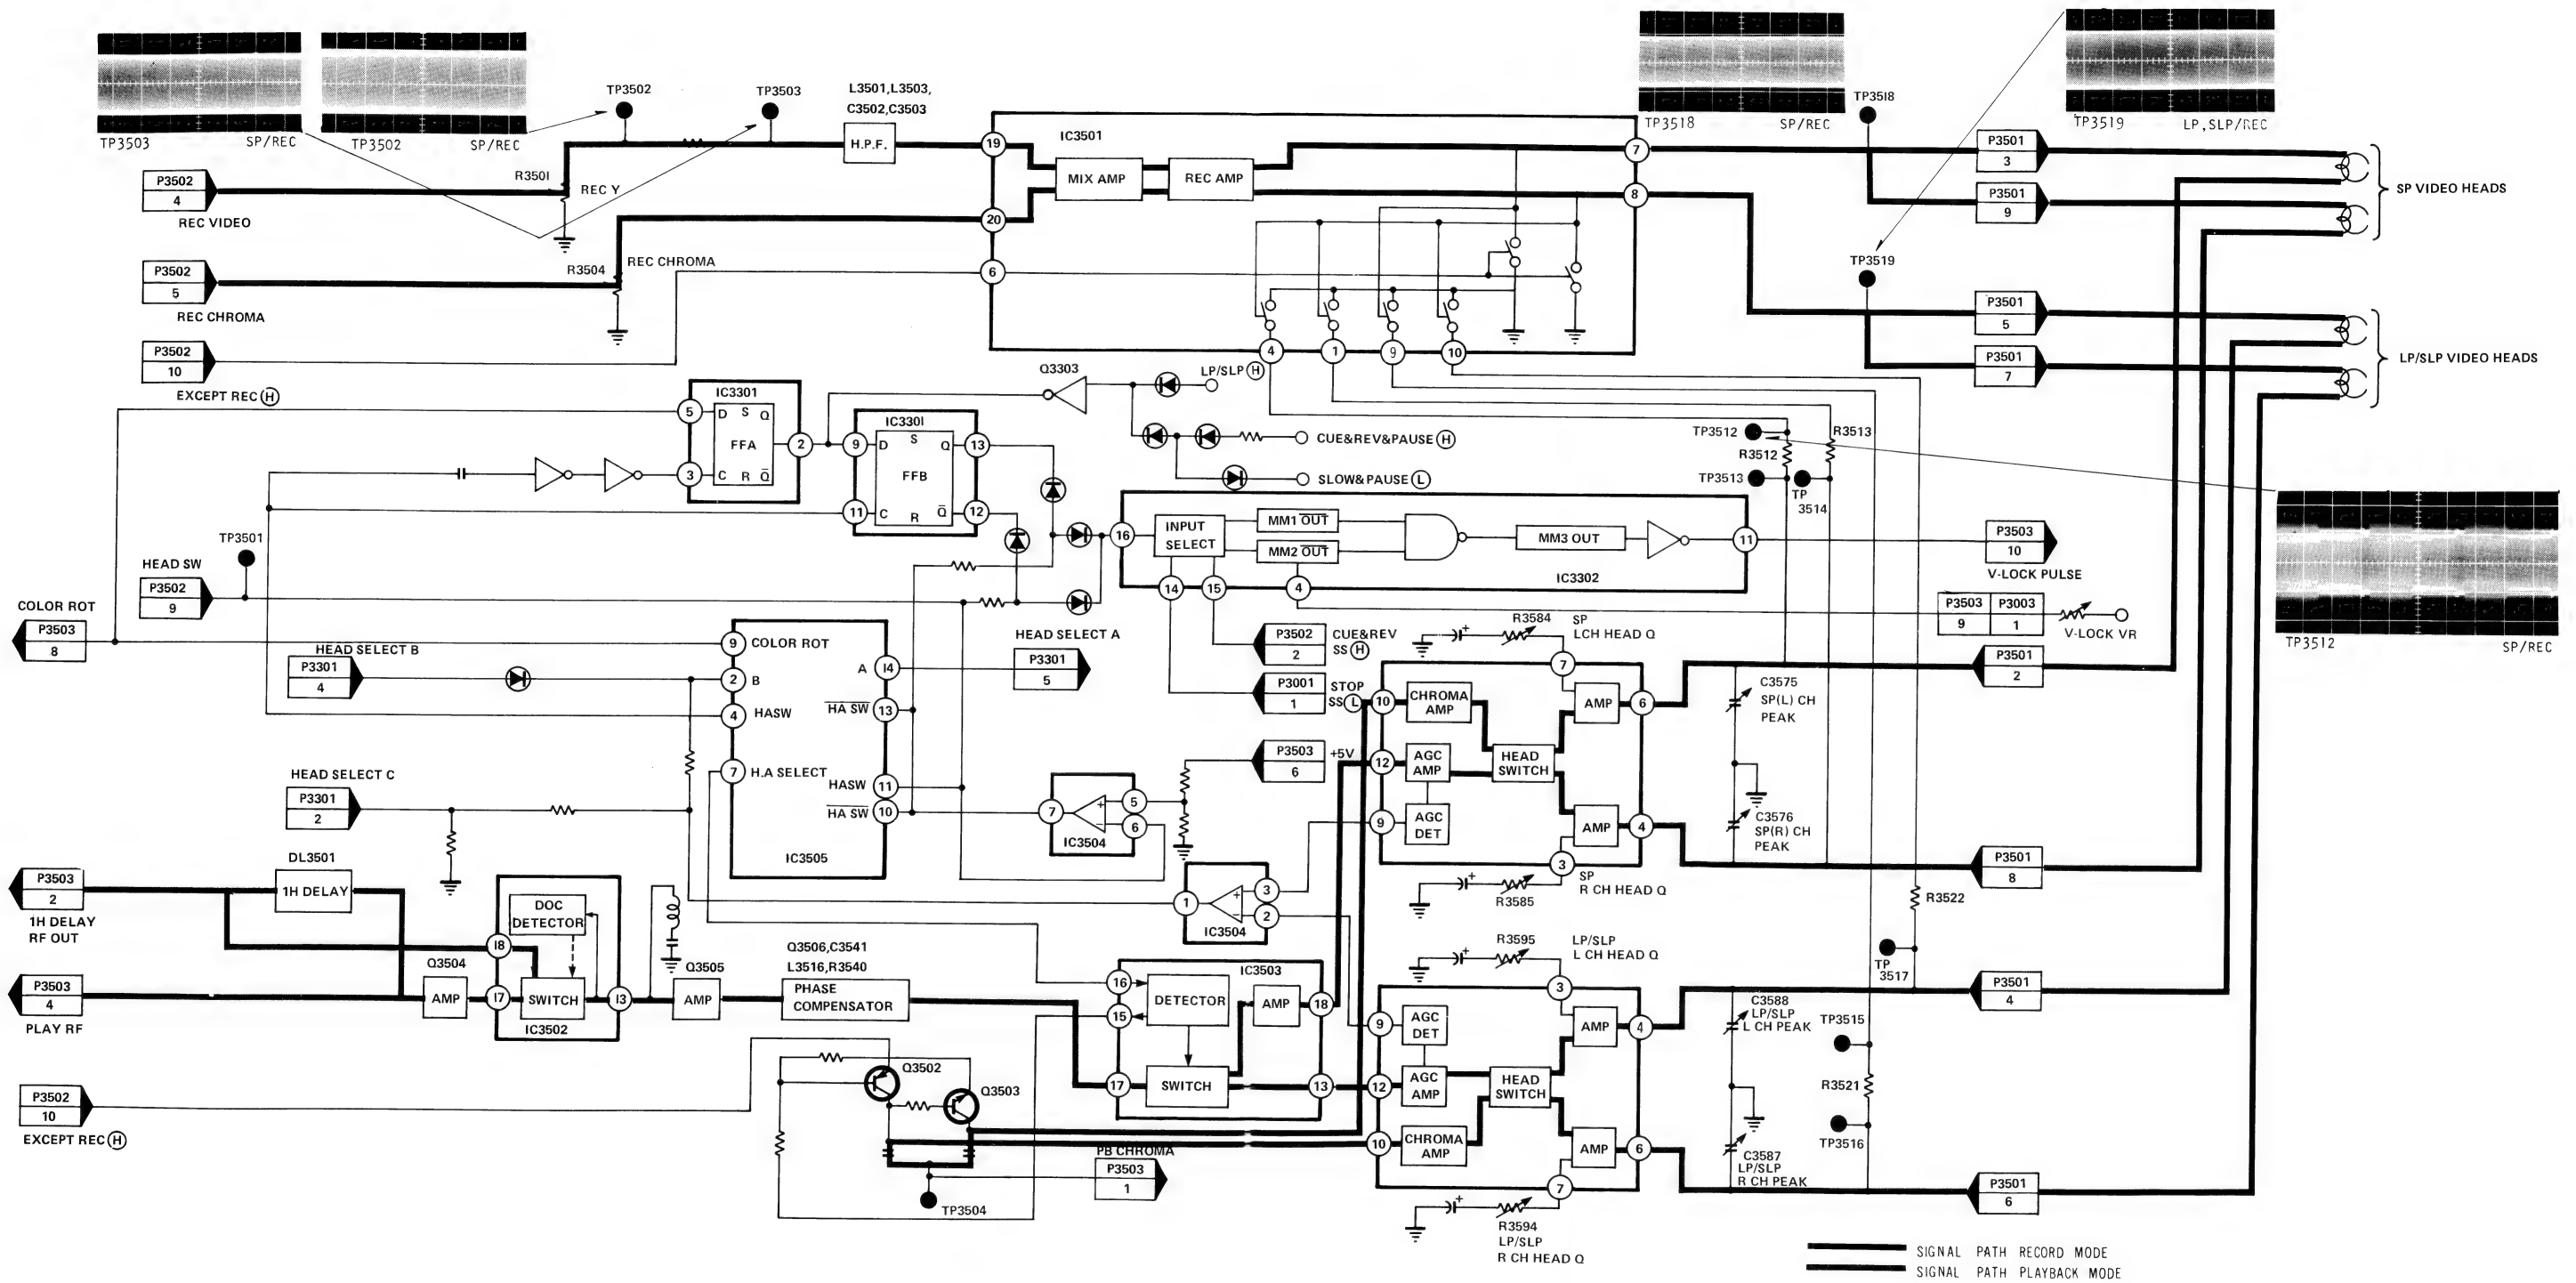 TP3503 SP/REC
TP3502 SP/REC
TP3502
TP3503
L3501,L3503,
C3502,C3503
H.P.F.
TP3518 SP/REC
TP3518
TP3519 LP,SLP/REC
P3502
4
REC VIDEO
R3501
REC Y
19
IC3501
MIX AMP
REC AMP
7
8
20
6
4
1
9
10
P3501
3
P3501
9
SP VIDEO HEADS
P3502
5
REC CHROMA
R3504
REC CHROMA
TP3519
P3501
5
P3501
7
LP/SLP VIDEO HEADS
P3502
10
EXCEPT REC (H)
IC3301
5
D S Q
FFA
C R Q̅
3
2
IC3301
9
D S Q
FFB
C R Q̅
11
13
12
Q3303
LP/SLP (H)
CUE&REV&PAUSE (H)
SLOW&PAUSE (L)
TP3512
R3512
R3513
TP3513
TP
3514
TP3512 SP/REC
16
INPUT
SELECT
MM1 O̅U̅T̅
MM2 O̅U̅T̅
MM3 OUT
11
14
15
4
IC3302
P3503
10
V-LOCK PULSE
P3503
9
P3003
1
V-LOCK VR
TP3501
HEAD SW
P3502
9
COLOR ROT
P3503
8
HEAD SELECT B
P3301
4
9
COLOR ROT
2
B
4
HASW
7
H.A SELECT
A
14
H̅A̅ S̅W̅
13
HASW
11
H̅A̅ S̅W̅
10
IC3505
HEAD SELECT A
P3301
5
P3502
2
CUE&REV
SS (H)
P3001
1
STOP
SS (L)
P3503
6
+5V
R3584
SP
LCH HEAD Q
7
10
CHROMA
AMP
12
AGC
AMP
9
AGC
DET
HEAD
SWITCH
AMP
6
AMP
4
3
SP
R CH HEAD Q
R3585
C3575
SP(L) CH
PEAK
C3576
SP(R) CH
PEAK
P3501
2
P3501
8
HEAD SELECT C
P3301
2
7
+
5
−
6
IC3504
1
+
3
−
2
IC3504
P3503
2
1H DELAY
RF OUT
DL3501
1H DELAY
DOC
DETECTOR
18
17
SWITCH
13
IC3502
P3503
4
PLAY RF
Q3504
AMP
Q3505
AMP
Q3506,C3541
L3516,R3540
PHASE
COMPENSATOR
IC3503
16
15
DETECTOR
AMP
18
17
SWITCH
13
R3595
LP/SLP
L CH HEAD Q
3
9
AGC
DET
12
AGC
AMP
10
CHROMA
AMP
HEAD
SWITCH
AMP
4
AMP
6
7
R3594
LP/SLP
R CH HEAD Q
C3588
LP/SLP
L CH PEAK
C3587
LP/SLP
R CH PEAK
R3522
TP
3517
TP3515
R3521
TP3516
P3501
4
P3501
6
P3502
10
EXCEPT REC (H)
Q3502
Q3503
PB CHROMA
P3503
1
TP3504
SIGNAL PATH RECORD MODE
SIGNAL PATH PLAYBACK MODE